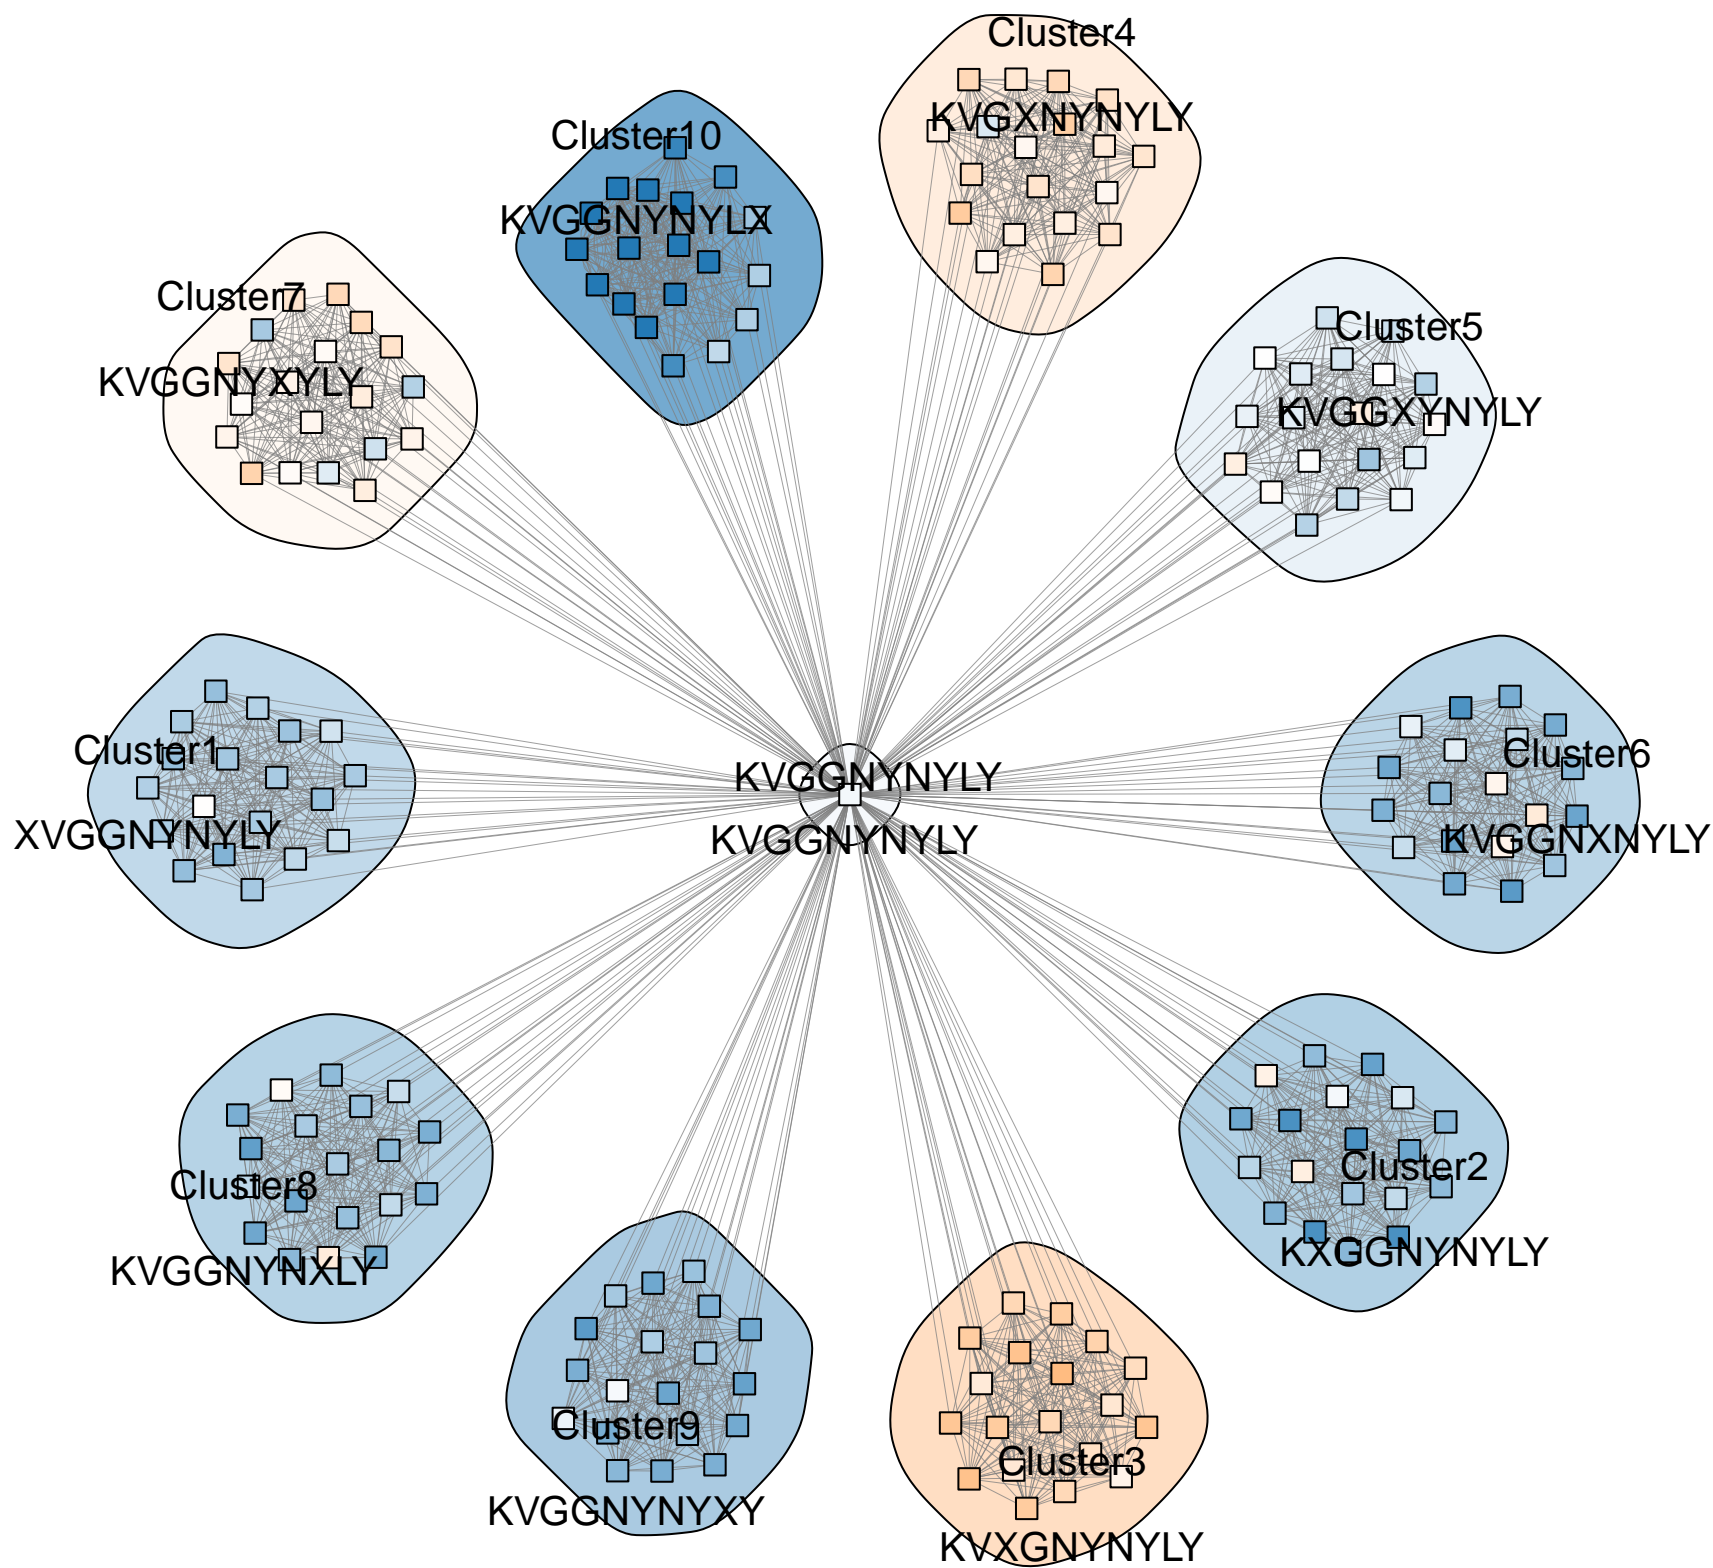 Cluster4
KVGXNYNYLY
Cluster10
KVGGNYNYLX
Cluster7
KVGGNYXYLY
Cluster5
KVGGXYNYLY
Cluster1
XVGGNYNYLY
KVGGNYNYLY
KVGGNYNYLY
Cluster6
KVGGNXNYLY
Cluster8
KVGGNYNXLY
Cluster2
KXGGNYNYLY
Cluster9
KVGGNYNYXY
Cluster3
KVXGNYNYLY